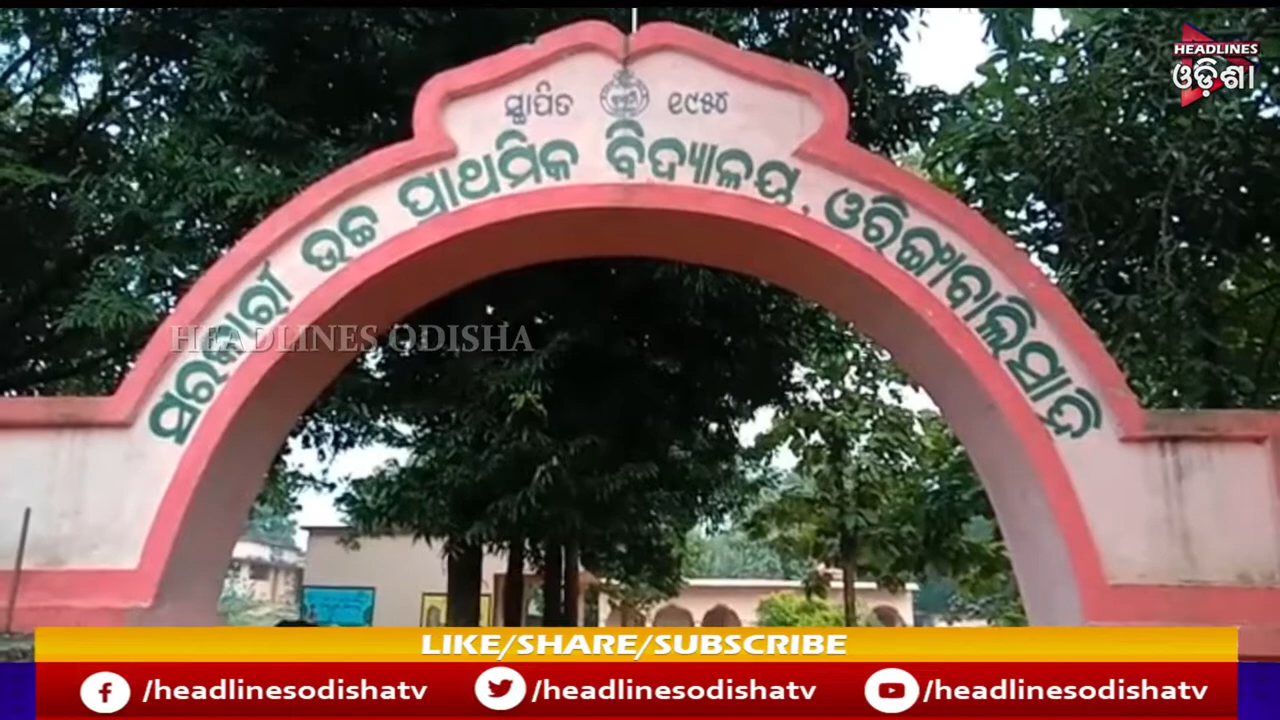 HEADLINES
ଓଡ଼ିଶା
ସ୍ଥାପିତ ୧୯୫୪
ସରକାରୀ ଉଚ୍ଚ ପ୍ରାଥମିକ ବିଦ୍ୟାଳୟ, ଓରିଙ୍ଗାବାଲିସାଦି
HEADLINES ODISHA
LIKE/SHARE/SUBSCRIBE
/headlinesodishatv /headlinesodishatv /headlinesodishatv